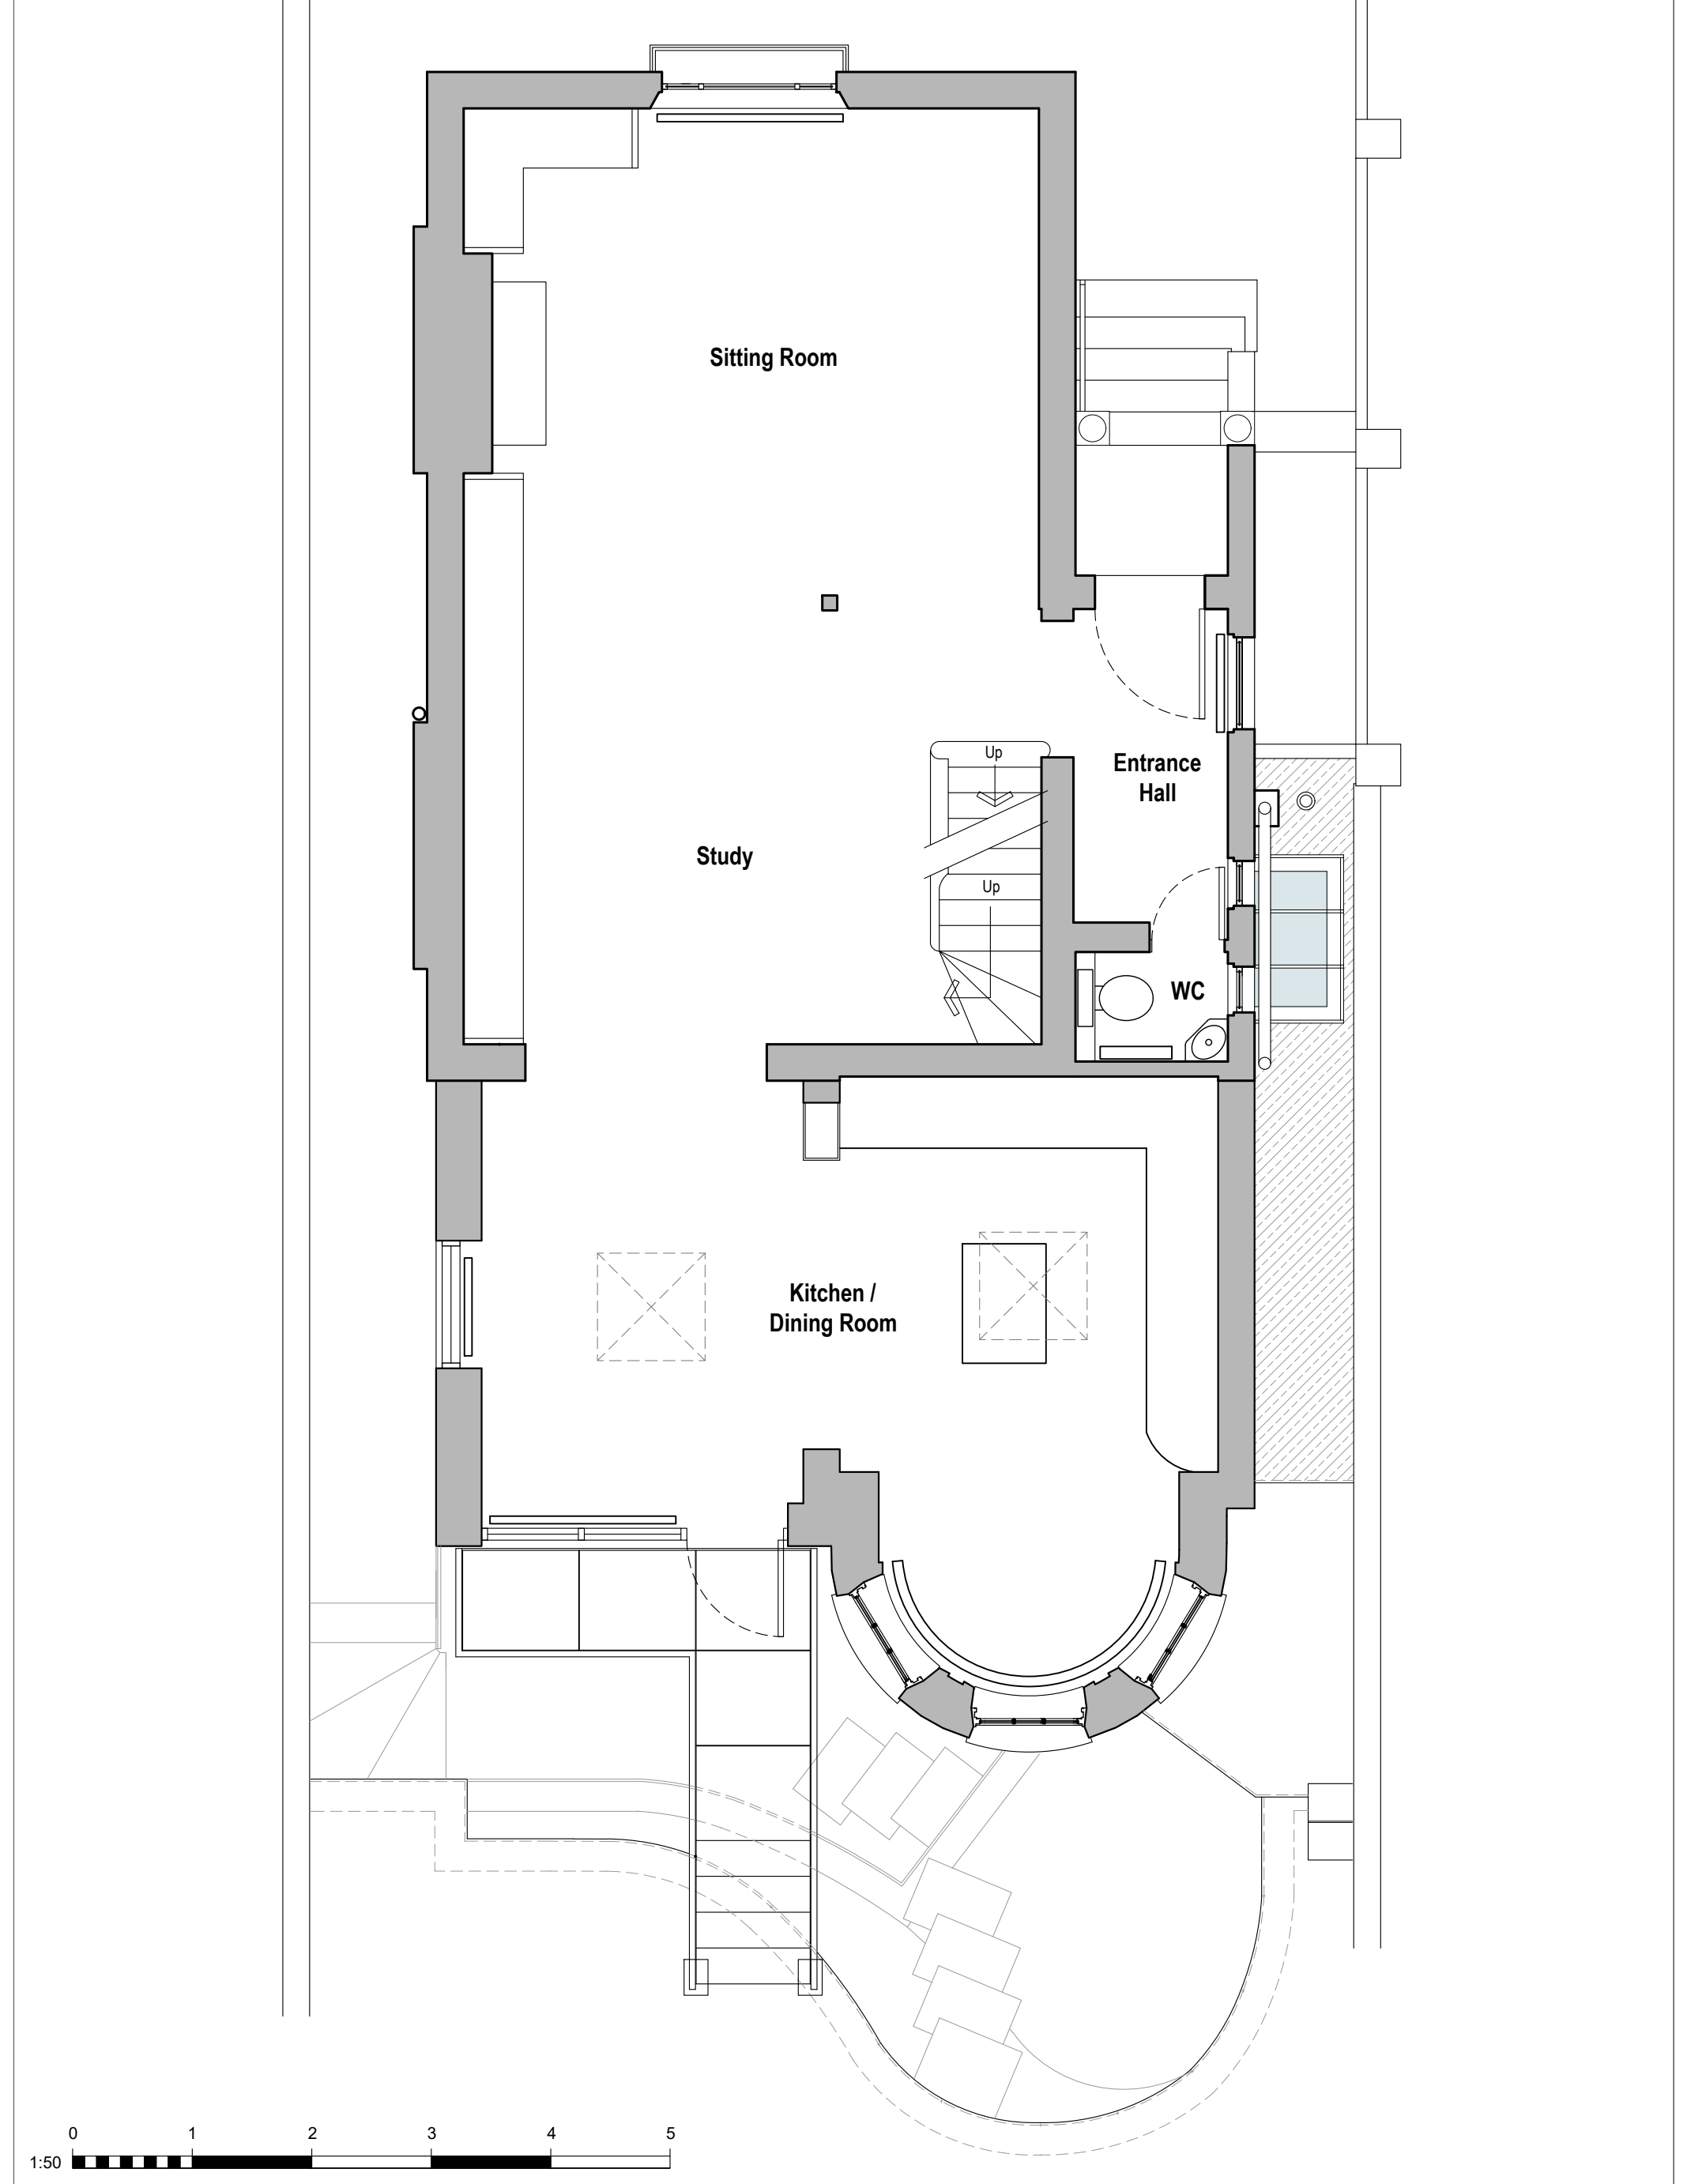 Sitting Room
Up
Entrance
Hall
Study
Up
WC
Kitchen /
Dining Room
0 1 2 3 4 5
1:50